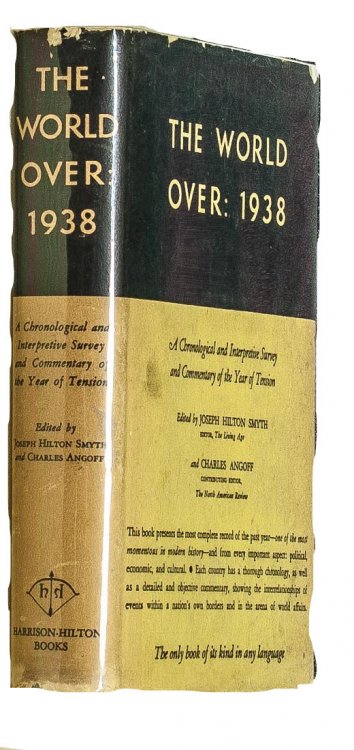 THE
WORLD
OVER:
1938
A Chronological and
Interpretive Survey
and Commentary of
the Year of Tension
Edited by
JOSEPH HILTON SMYTH
and CHARLES ANGOFF
hh
HARRISON-HILTON
BOOKS
THE WORLD
OVER: 1938
A Chronological and Interpretive Survey
and Commentary of the Year of Tension
Edited by JOSEPH HILTON SMYTH
EDITOR, The Living Age
and CHARLES ANGOFF
CONTRIBUTING EDITOR,
The North American Review
This book presents the most complete record of the past year—one of the most
momentous in modern history—and from every important aspect: political,
economic, and cultural. ● Each country has a thorough chronology, as well
as a detailed and objective commentary, showing the interrelationships of
events within a nation's own borders and in the arena of world affairs.
The only book of its kind in any language